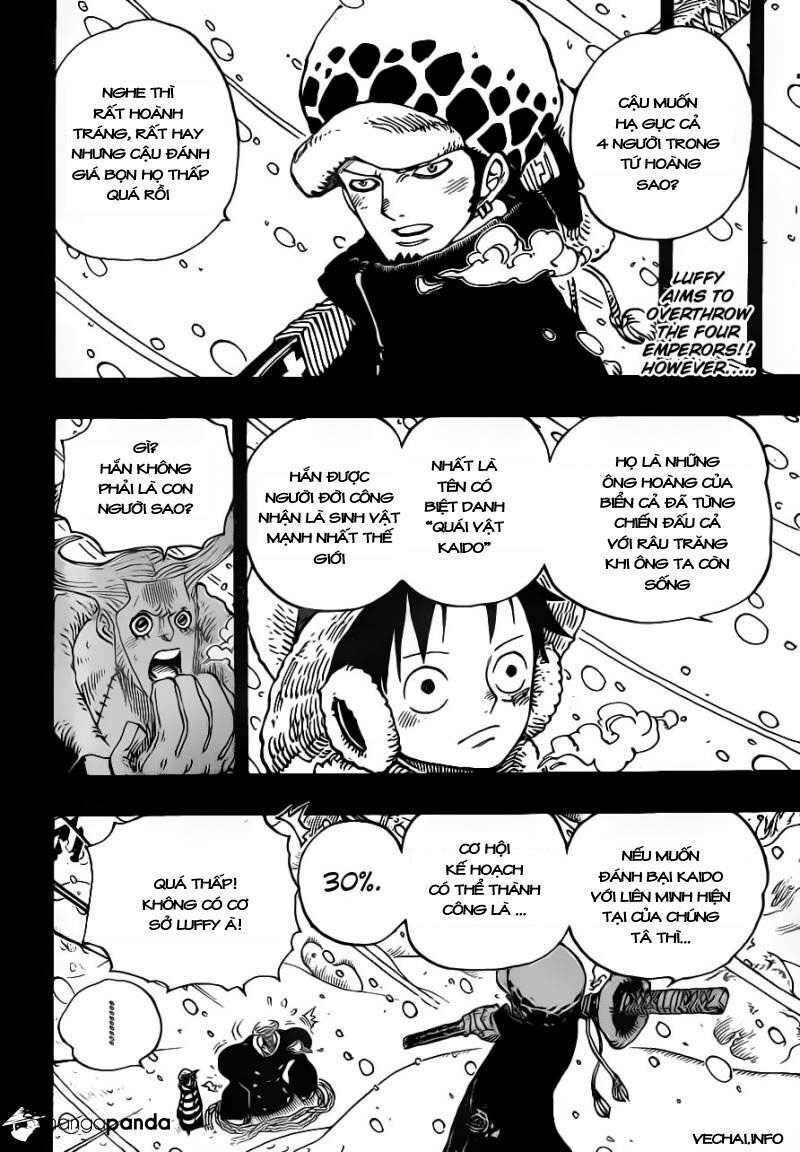 CẬU MUỐN
HẠ GỤC CẢ
4 NGƯỜI TRONG
TỨ HOÀNG
SAO?
NGHE THÌ
RẤT HOÀNH
TRÁNG, RẤT HAY
NHƯNG CẬU ĐÁNH
GIÁ BỌN HỌ THẤP
QUÁ RỒI
LUFFY
AIMS TO
OVERTHROW
THE FOUR
EMPERORS!!
HOWEVER.....
HỌ LÀ NHỮNG
ÔNG HOÀNG CỦA
BIỂN CẢ ĐÃ TỪNG
CHIẾN ĐẤU CẢ
VỚI RÂU TRẮNG
KHI ÔNG TA CÒN
SỐNG
NHẤT LÀ
TÊN CÓ
BIỆT DANH
“QUÁI VẬT
KAIDO”
HẮN ĐƯỢC
NGƯỜI ĐỜI CÔNG
NHẬN LÀ SINH VẬT
MẠNH NHẤT THẾ
GIỚI
GÌ?
HẮN KHÔNG
PHẢI LÀ CON
NGƯỜI SAO?
NẾU MUỐN
ĐÁNH BẠI KAIDO
VỚI LIÊN MINH HIỆN
TẠI CỦA CHÚNG
TÂ THÌ...
CƠ HỘI
KẾ HOẠCH
CÓ THỂ THÀNH
CÔNG LÀ ...
30%.
QUÁ THẤP!
KHÔNG CÓ CƠ
SỞ LUFFY À!
mangapanda
VECHAI.INFO